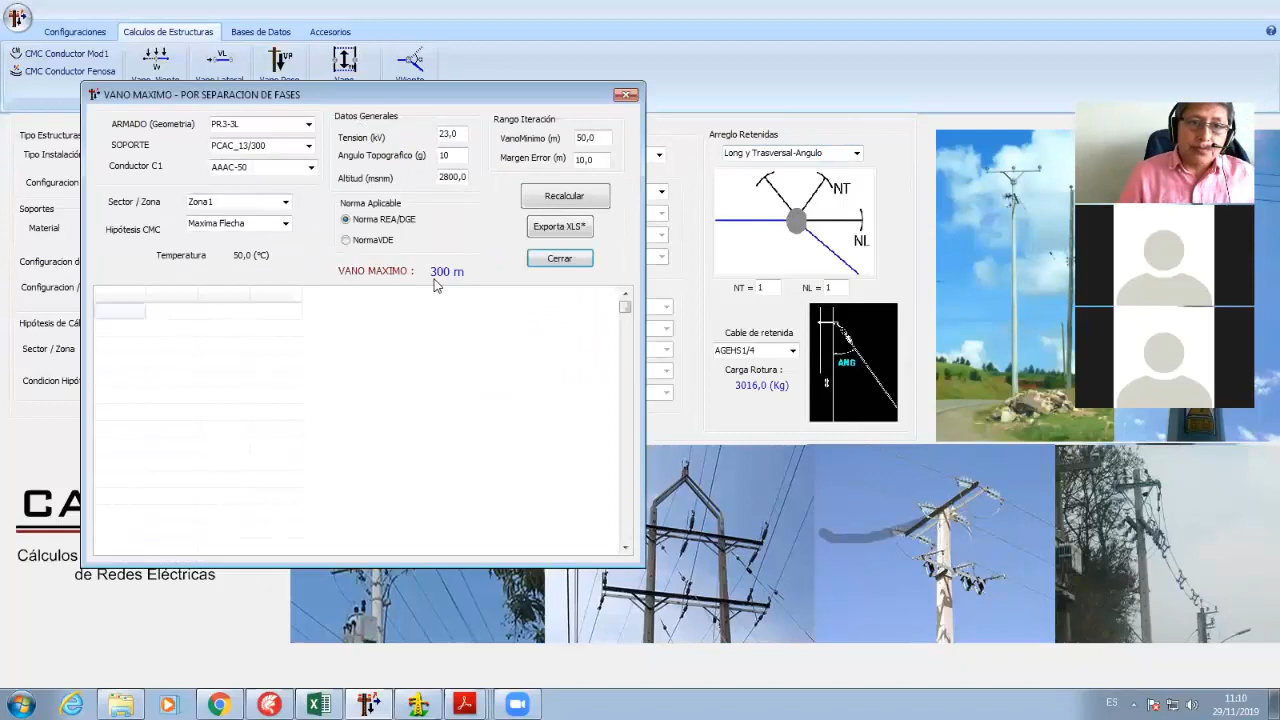 Configuraciones
Calculos de Estructuras
Bases de Datos
Accesorios
CMC Conductor Mod1
CMC Conductor Fenosa
VANO MAXIMO - POR SEPARACION DE FASES
ARMADO (Geometria)
PR3-3L
SOPORTE
PCAC_13/300
Conductor C1
AAAC-50
Sector / Zona
Zona1
Hipótesis CMC
Maxima Flecha
Temperatura
50,0 (°C)
Datos Generales
Tension (kV)
23,0
Angulo Topografico (g)
10
Altitud (msnm)
2800,0
Norma Aplicable
Norma REA/DGE
NormaVDE
VANO MAXIMO :
300 m
Rango Iteración
VanoMinimo (m)
50,0
Margen Error (m)
10,0
Recalcular
Exporta XLS*
Cerrar
Tipo Estructuras
Tipo Instalación
Configuracion
Soportes
Material
Configuracion d
Configuracion /
Hipótesis de Cál
Sector / Zona
Condicion Hipó
Arreglo Retenidas
Long y Trasversal-Angulo
NT
NL
NT =
1
NL =
1
Cable de retenida
AGEHS1/4
Carga Rotura :
3016,0 (Kg)
ANG
CA
Cálculos
de Redes Eléctricas
ES
11:10
29/11/2019